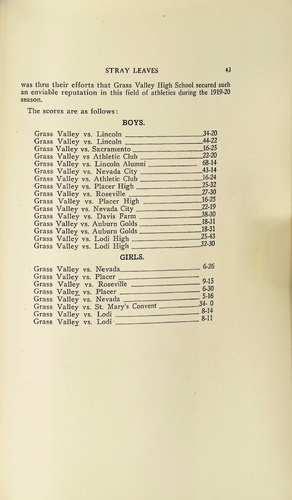 STRAY LEAVES 43
was thru their efforts that Grass Valley High School secured such
an enviable reputation in this field of athletics during the 1919-20
season.
The scores are as follows:
BOYS.
Grass Valley vs. Lincoln 34-20
Grass Valley vs. Lincoln 44-22
Grass Valley vs. Sacramento 16-25
Grass Valley vs Athletic Club 22-20
Grass Valley vs. Lincoln Alumni 68-14
Grass Valley vs. Nevada City 43-14
Grass Valley vs. Athletic Club 16-24
Grass Valley vs. Placer High 25-32
Grass Valley vs. Roseville 27-30
Grass Valley vs. Placer High 16-23
Grass Valley vs. Nevada City 22-19
Grass Valley vs. Davis Farm 38-30
Grass Valley vs. Auburn Golds 18-31
Grass Valley vs. Auburn Golds 18-31
Grass Valley vs. Lodi High 25-43
Grass Valley vs. Lodi High 32-30
GIRLS.
Grass Valley vs. Nevada 6-26
Grass Valley vs. Placer
Grass Valley vs. Roseville 9-15
Grass Valley vs. Placer 6-30
Grass Valley vs. Nevada 5-16
Grass Valley vs. St. Mary's Convent 34- 0
Grass Valley vs. Lodi 8-14
Grass Valley vs. Lodi 8-11